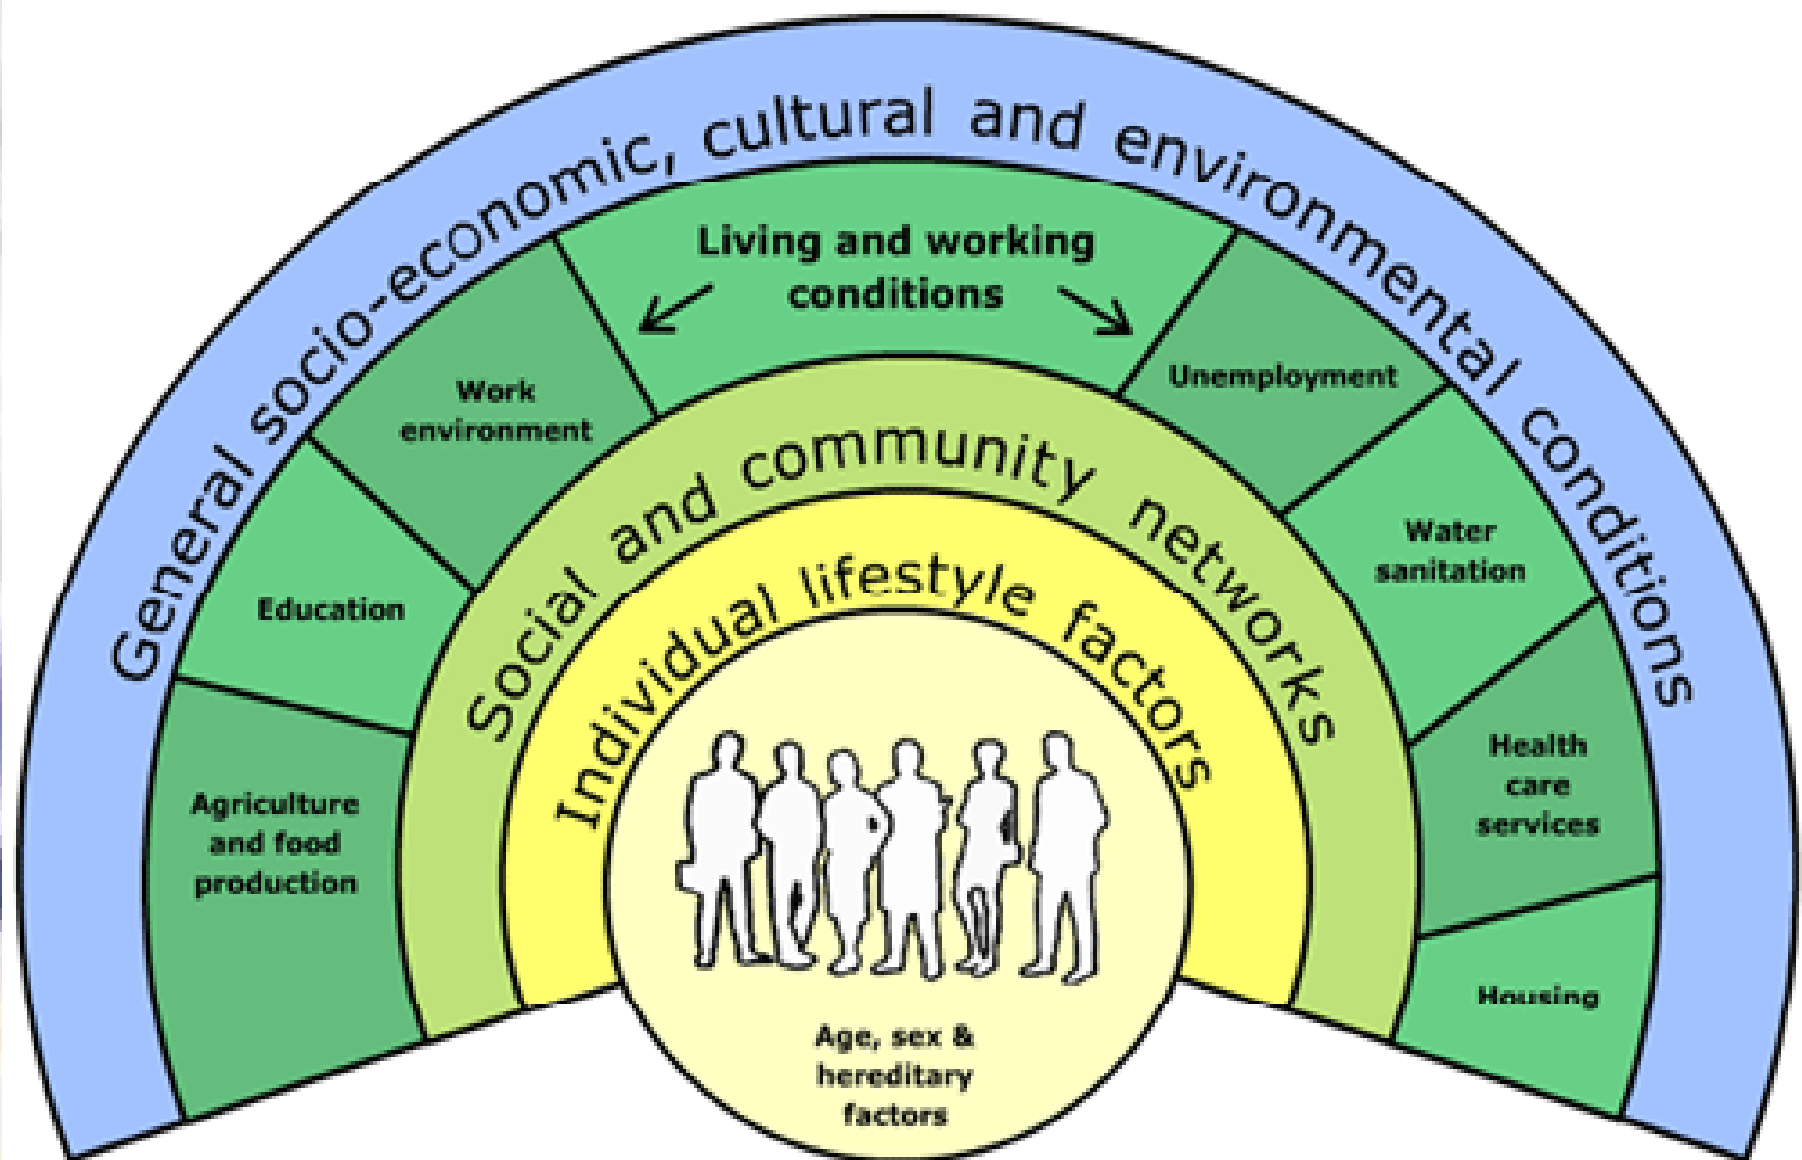 General socio-economic, cultural and environmental conditions
Living and working
conditions
Work
environment
Unemployment
Education
Water
sanitation
Agriculture
and food
production
Health
care
services
Housing
Social and community networks
Individual lifestyle factors
Age, sex &
hereditary
factors